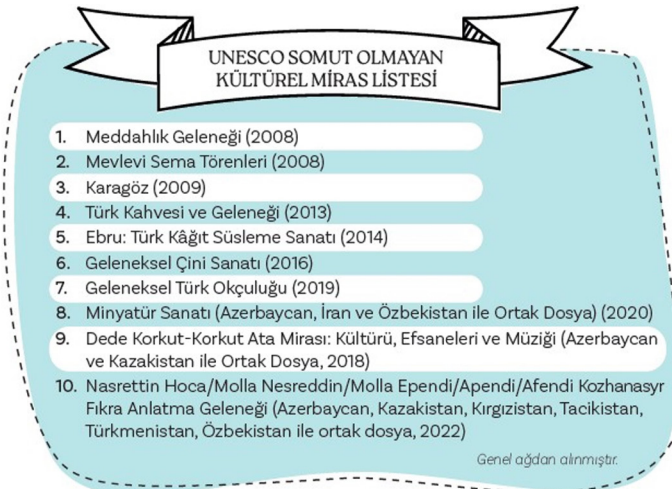 UNESCO SOMUT OLMAYAN
KÜLTÜREL MİRAS LİSTESİ
1. Meddahlık Geleneği (2008)
2. Mevlevi Sema Törenleri (2008)
3. Karagöz (2009)
4. Türk Kahvesi ve Geleneği (2013)
5. Ebru: Türk Kâğıt Süsleme Sanatı (2014)
6. Geleneksel Çini Sanatı (2016)
7. Geleneksel Türk Okçuluğu (2019)
8. Minyatür Sanatı (Azerbaycan, İran ve Özbekistan ile Ortak Dosya) (2020)
9. Dede Korkut-Korkut Ata Mirası: Kültürü, Efsaneleri ve Müziği (Azerbaycan
ve Kazakistan ile Ortak Dosya, 2018)
10. Nasrettin Hoca/Molla Nesreddin/Molla Ependi/Apendi/Afendi Kozhanasyr
Fıkra Anlatma Geleneği (Azerbaycan, Kazakistan, Kırgızistan, Tacikistan,
Türkmenistan, Özbekistan ile ortak dosya, 2022)
Genel ağdan alınmıştır.